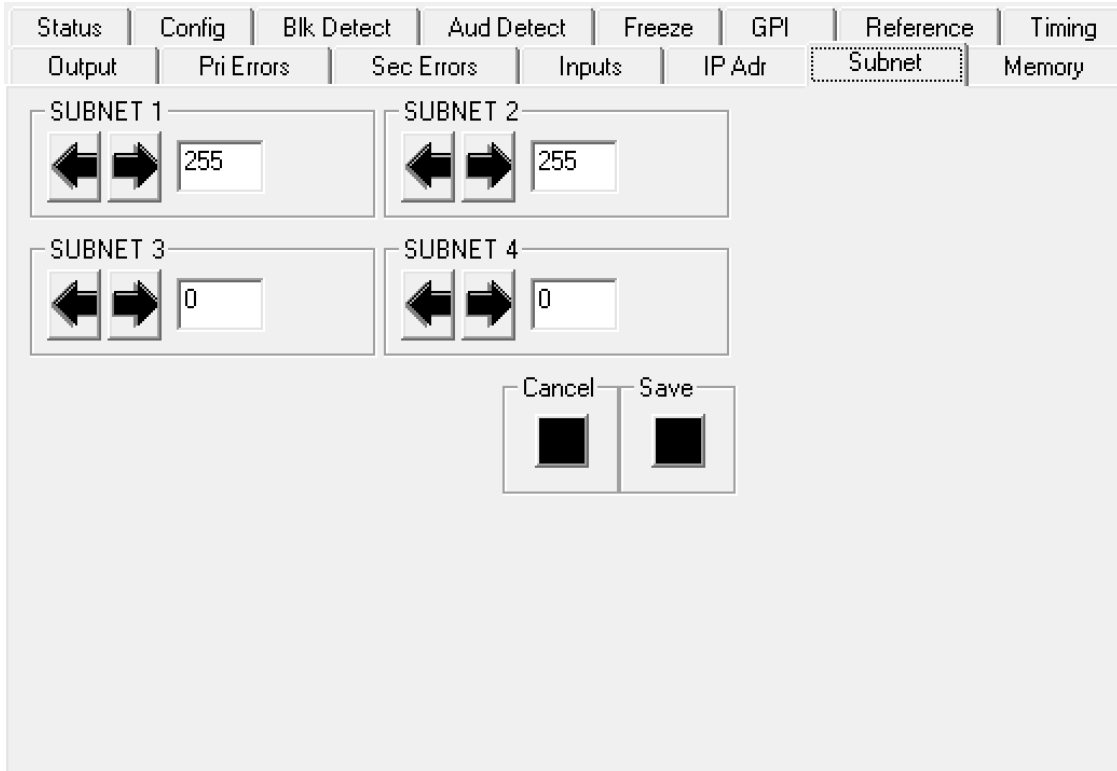 Status Config Blk Detect Aud Detect Freeze GPI Reference Timing
Output Pri Errors Sec Errors Inputs IP Adr Subnet Memory
SUBNET 1 SUBNET 2
255 255
SUBNET 3 SUBNET 4
0 0
Cancel Save